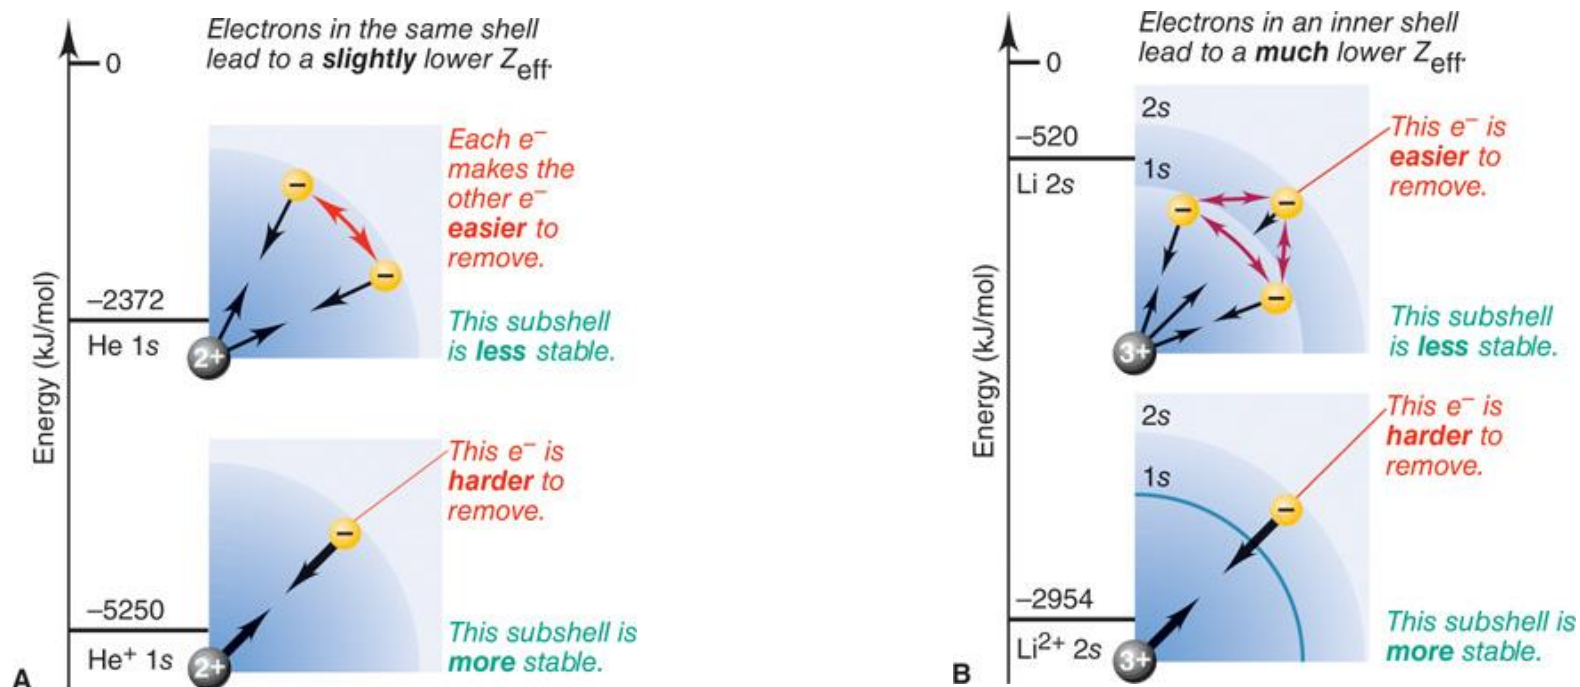 Electrons in the same shell
lead to a slightly lower Zeff.
0
Each e–
makes the
other e–
easier to
remove.
–
–
–2372
He 1s
2+
This subshell
is less stable.
Energy (kJ/mol)
This e– is
harder to
remove.
–
–5250
He+ 1s
2+
This subshell is
more stable.
A
Electrons in an inner shell
lead to a much lower Zeff.
0
2s
–520
1s
Li 2s
This e– is
easier to
remove.
–
–
–
3+
This subshell
is less stable.
Energy (kJ/mol)
2s
1s
This e– is
harder to
remove.
–
–2954
Li2+ 2s
3+
This subshell is
more stable.
B